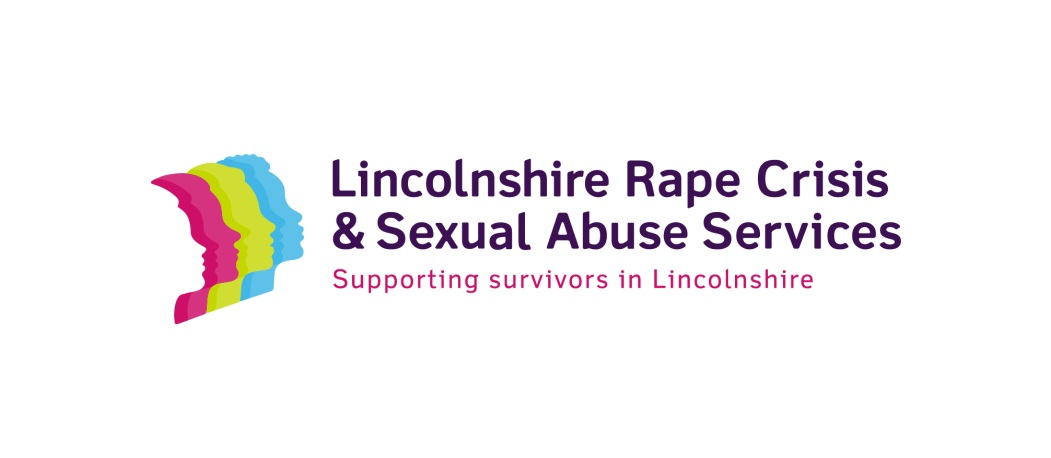 Lincolnshire Rape Crisis
& Sexual Abuse Services
Supporting survivors in Lincolnshire